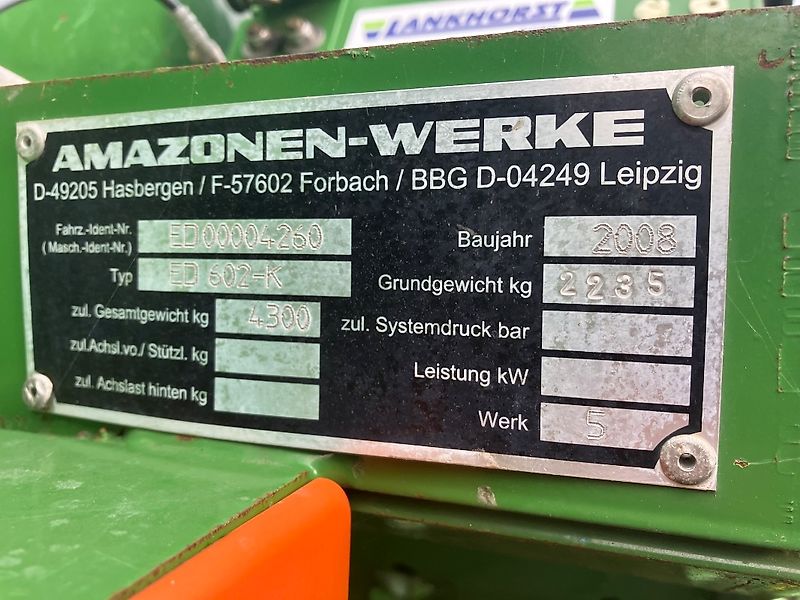 LANKHORST
AMAZONEN-WERKE
D-49205 Hasbergen / F-57602 Forbach / BBG D-04249 Leipzig
Fahrz.-Ident-Nr. ED00004260
(Masch.-Ident-Nr.)
Typ ED 602-K
zul. Gesamtgewicht kg 4300
zul.Achsl.vo./ Stützl. kg
zul. Achslast hinten kg
Baujahr 2008
Grundgewicht kg 2235
zul. Systemdruck bar
Leistung kW
Werk 5